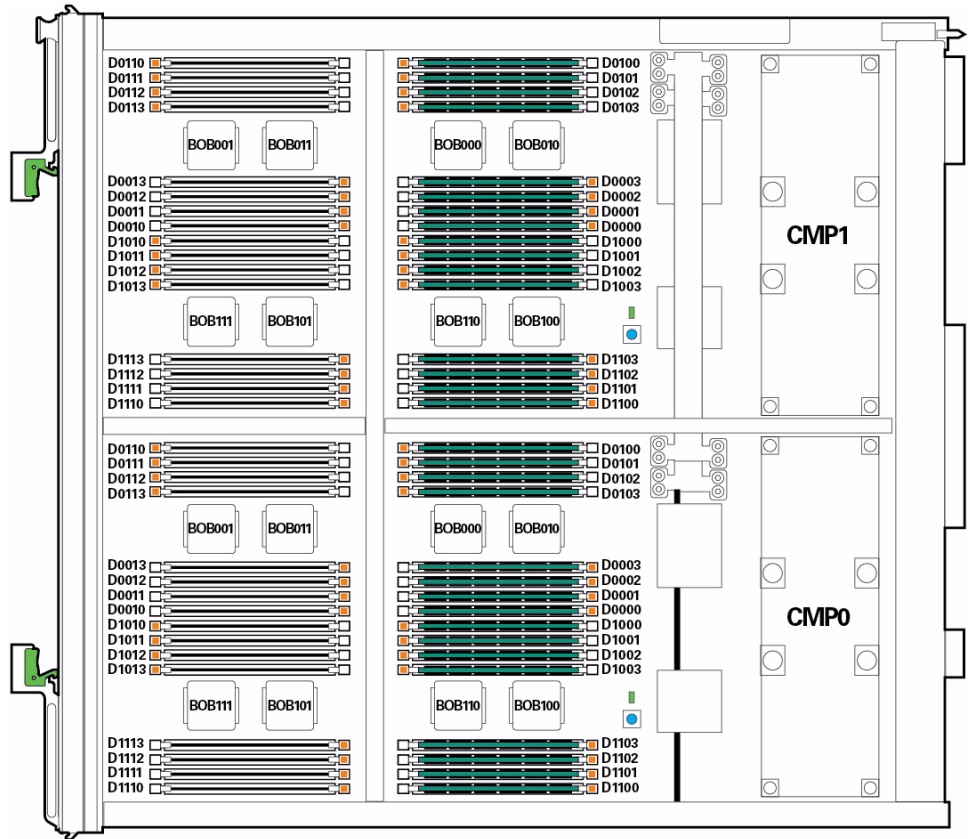 D0110 D0100
D0111 D0101
D0112 D0102
D0113 D0103
BOB001 BOB011 BOB000 BOB010
D0013 D0003
D0012 D0002
D0011 D0001
D0010 D0000
D1010 D1000
D1011 D1001
D1012 D1002
D1013 D1003
CMP1
BOB111 BOB101 BOB110 BOB100
D1113 D1103
D1112 D1102
D1111 D1101
D1110 D1100
D0110 D0100
D0111 D0101
D0112 D0102
D0113 D0103
BOB001 BOB011 BOB000 BOB010
D0013 D0003
D0012 D0002
D0011 D0001
D0010 D0000
D1010 D1000
D1011 D1001
D1012 D1002
D1013 D1003
CMP0
BOB111 BOB101 BOB110 BOB100
D1113 D1103
D1112 D1102
D1111 D1101
D1110 D1100